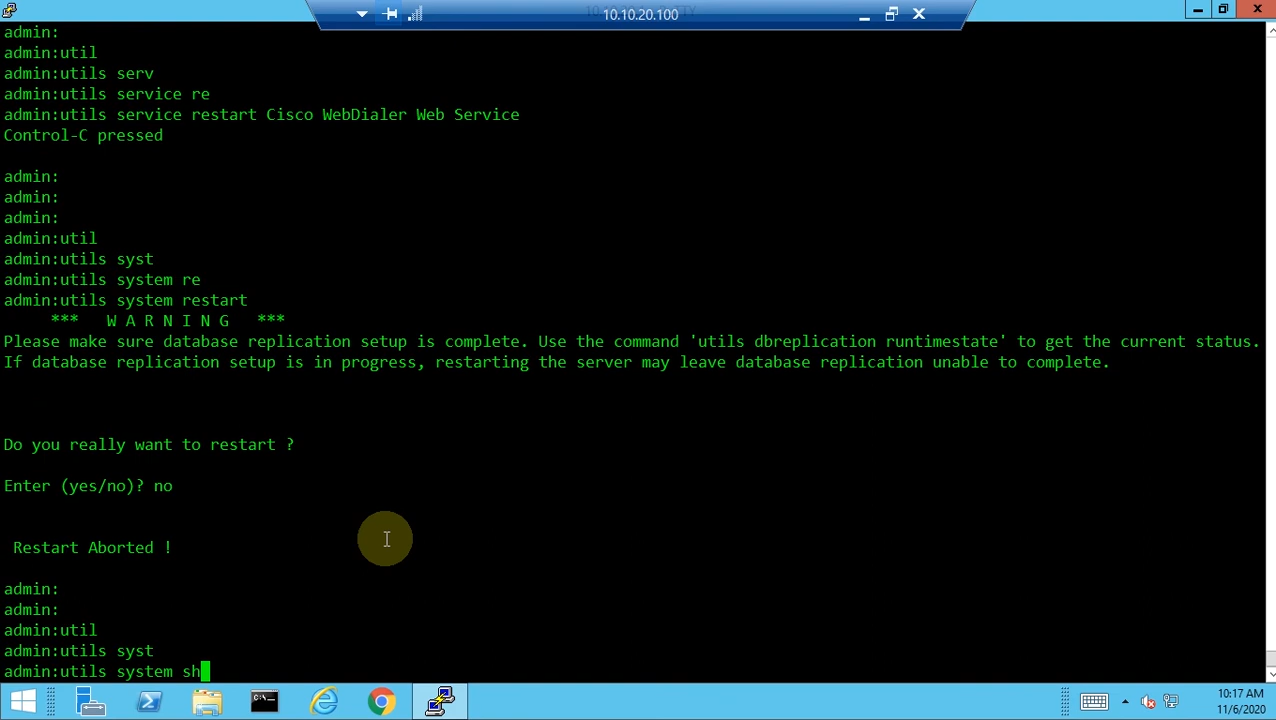 10.10.20.100
admin:
admin:util
admin:utils serv
admin:utils service re
admin:utils service restart Cisco WebDialer Web Service
Control-C pressed
admin:
admin:
admin:
admin:util
admin:utils syst
admin:utils system re
admin:utils system restart
*** W A R N I N G ***
Please make sure database replication setup is complete. Use the command 'utils dbreplication runtimestate' to get the current status.
If database replication setup is in progress, restarting the server may leave database replication unable to complete.
Do you really want to restart ?
Enter (yes/no)? no
Restart Aborted !
admin:
admin:
admin:util
admin:utils syst
admin:utils system sh
10:17 AM
11/6/2020